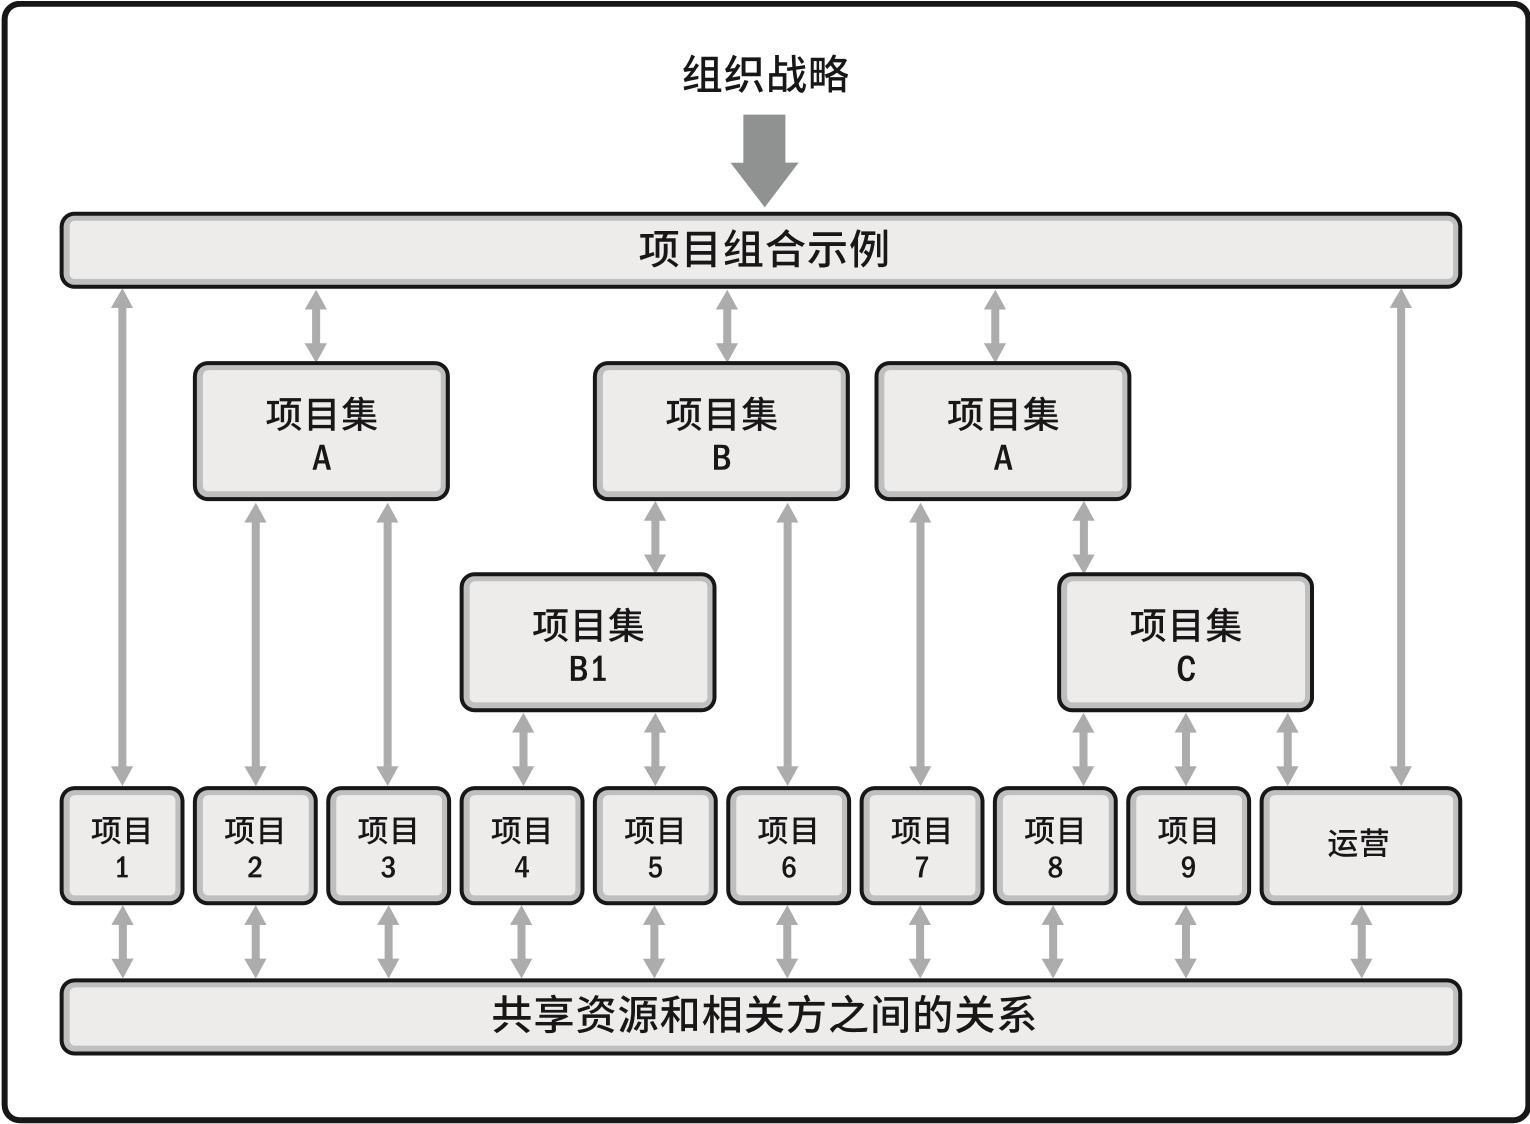 组织战略
项目组合示例
项目集
A
项目集
B
项目集
A
项目集
B1
项目集
C
项目
1
项目
2
项目
3
项目
4
项目
5
项目
6
项目
7
项目
8
项目
9
运营
共享资源和相关方之间的关系